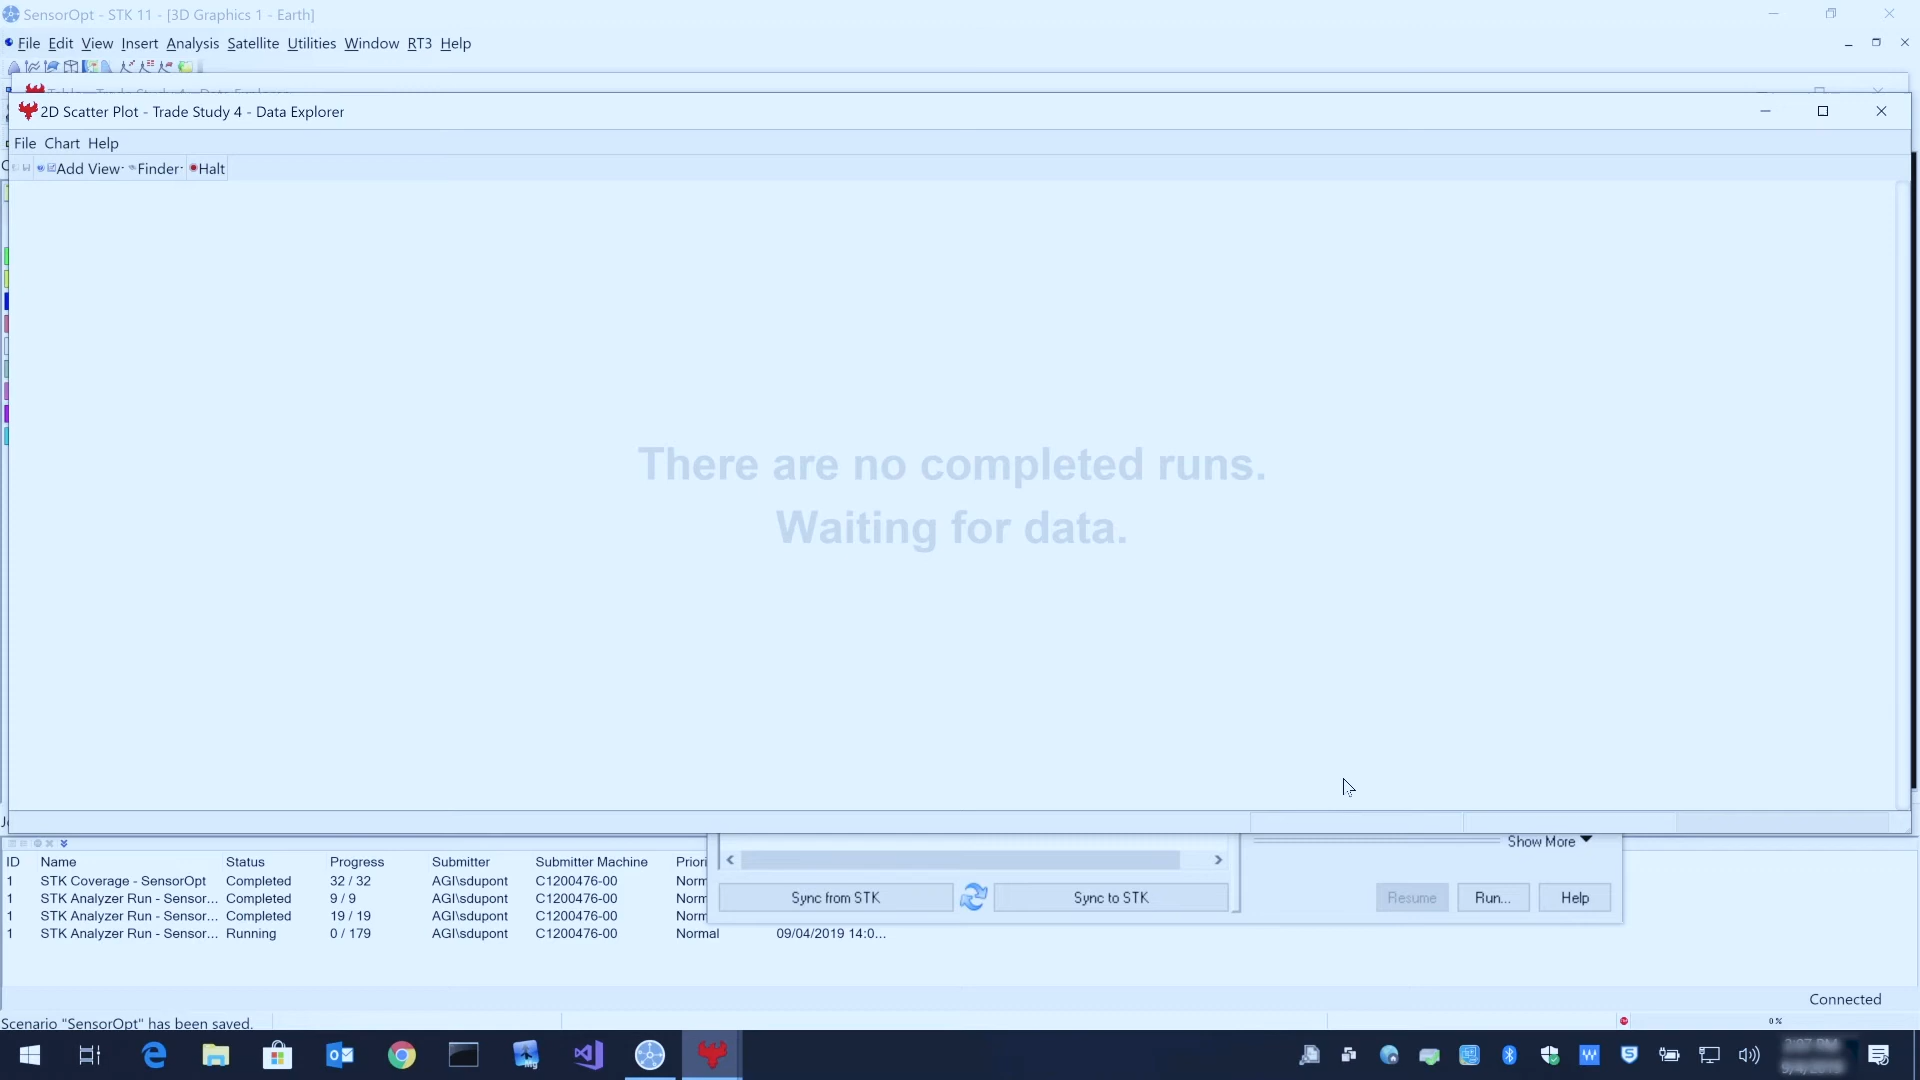 SensorOpt - STK 11 - [3D Graphics 1 - Earth]
File Edit View Insert Analysis Satellite Utilities Window RT3 Help
2D Scatter Plot - Trade Study 4 - Data Explorer
File Chart Help
Add View Finder Halt
There are no completed runs.
Waiting for data.
Show More
ID Name Status Progress Submitter Submitter Machine Priori
1 STK Coverage - SensorOpt Completed 32 / 32 AGI\sdupont C1200476-00 Norm
1 STK Analyzer Run - Sensor... Completed 9 / 9 AGI\sdupont C1200476-00 Norm
1 STK Analyzer Run - Sensor... Completed 19 / 19 AGI\sdupont C1200476-00 Norm
1 STK Analyzer Run - Sensor... Running 0 / 179 AGI\sdupont C1200476-00 Normal 09/04/2019 14:0...
Sync from STK Sync to STK Resume Run... Help
Connected
Scenario "SensorOpt" has been saved. 0 %